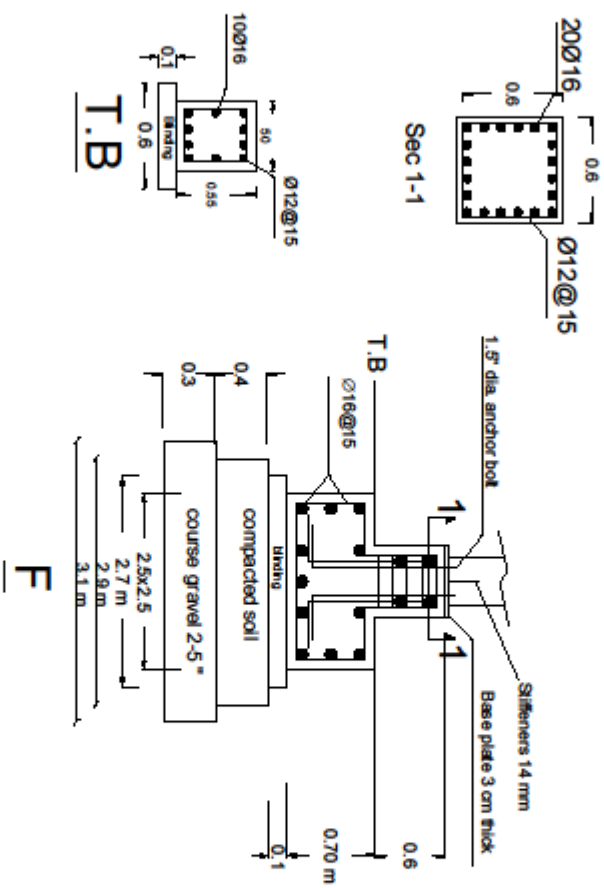 20Ø16
0.6
0.6
Ø12@15
Sec 1-1
10Ø16
50
Ø12@15
0.55
Blinding
0.1
0.6
T.B
1.5" dia. anchor bolt
Stiffeners 14 mm
Base plate 3 cm thick
1
1
T.B
Ø16@15
0.6
0.70 m
0.1
blinding
compacted soil
0.4
course gravel 2-5 "
0.3
2.5x2.5
2.7 m
2.9 m
3.1 m
F